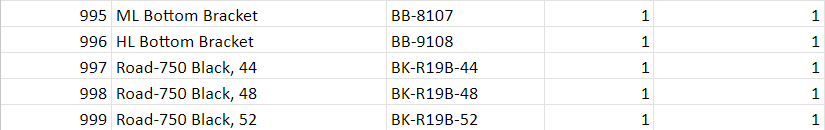 995 ML Bottom Bracket BB-8107 1 1
996 HL Bottom Bracket BB-9108 1 1
997 Road-750 Black, 44 BK-R19B-44 1 1
998 Road-750 Black, 48 BK-R19B-48 1 1
999 Road-750 Black, 52 BK-R19B-52 1 1